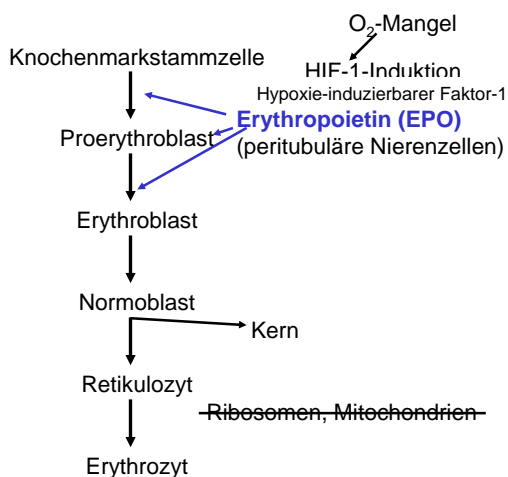 O₂-Mangel
Knochenmarkstammzelle
HIF-1-Induktion
Hypoxie-induzierbarer Faktor-1
Erythropoietin (EPO)
Proerythroblast
(peritubuläre Nierenzellen)
Erythroblast
Normoblast
Kern
Retikulozyt
Ribosomen, Mitochondrien
Erythrozyt